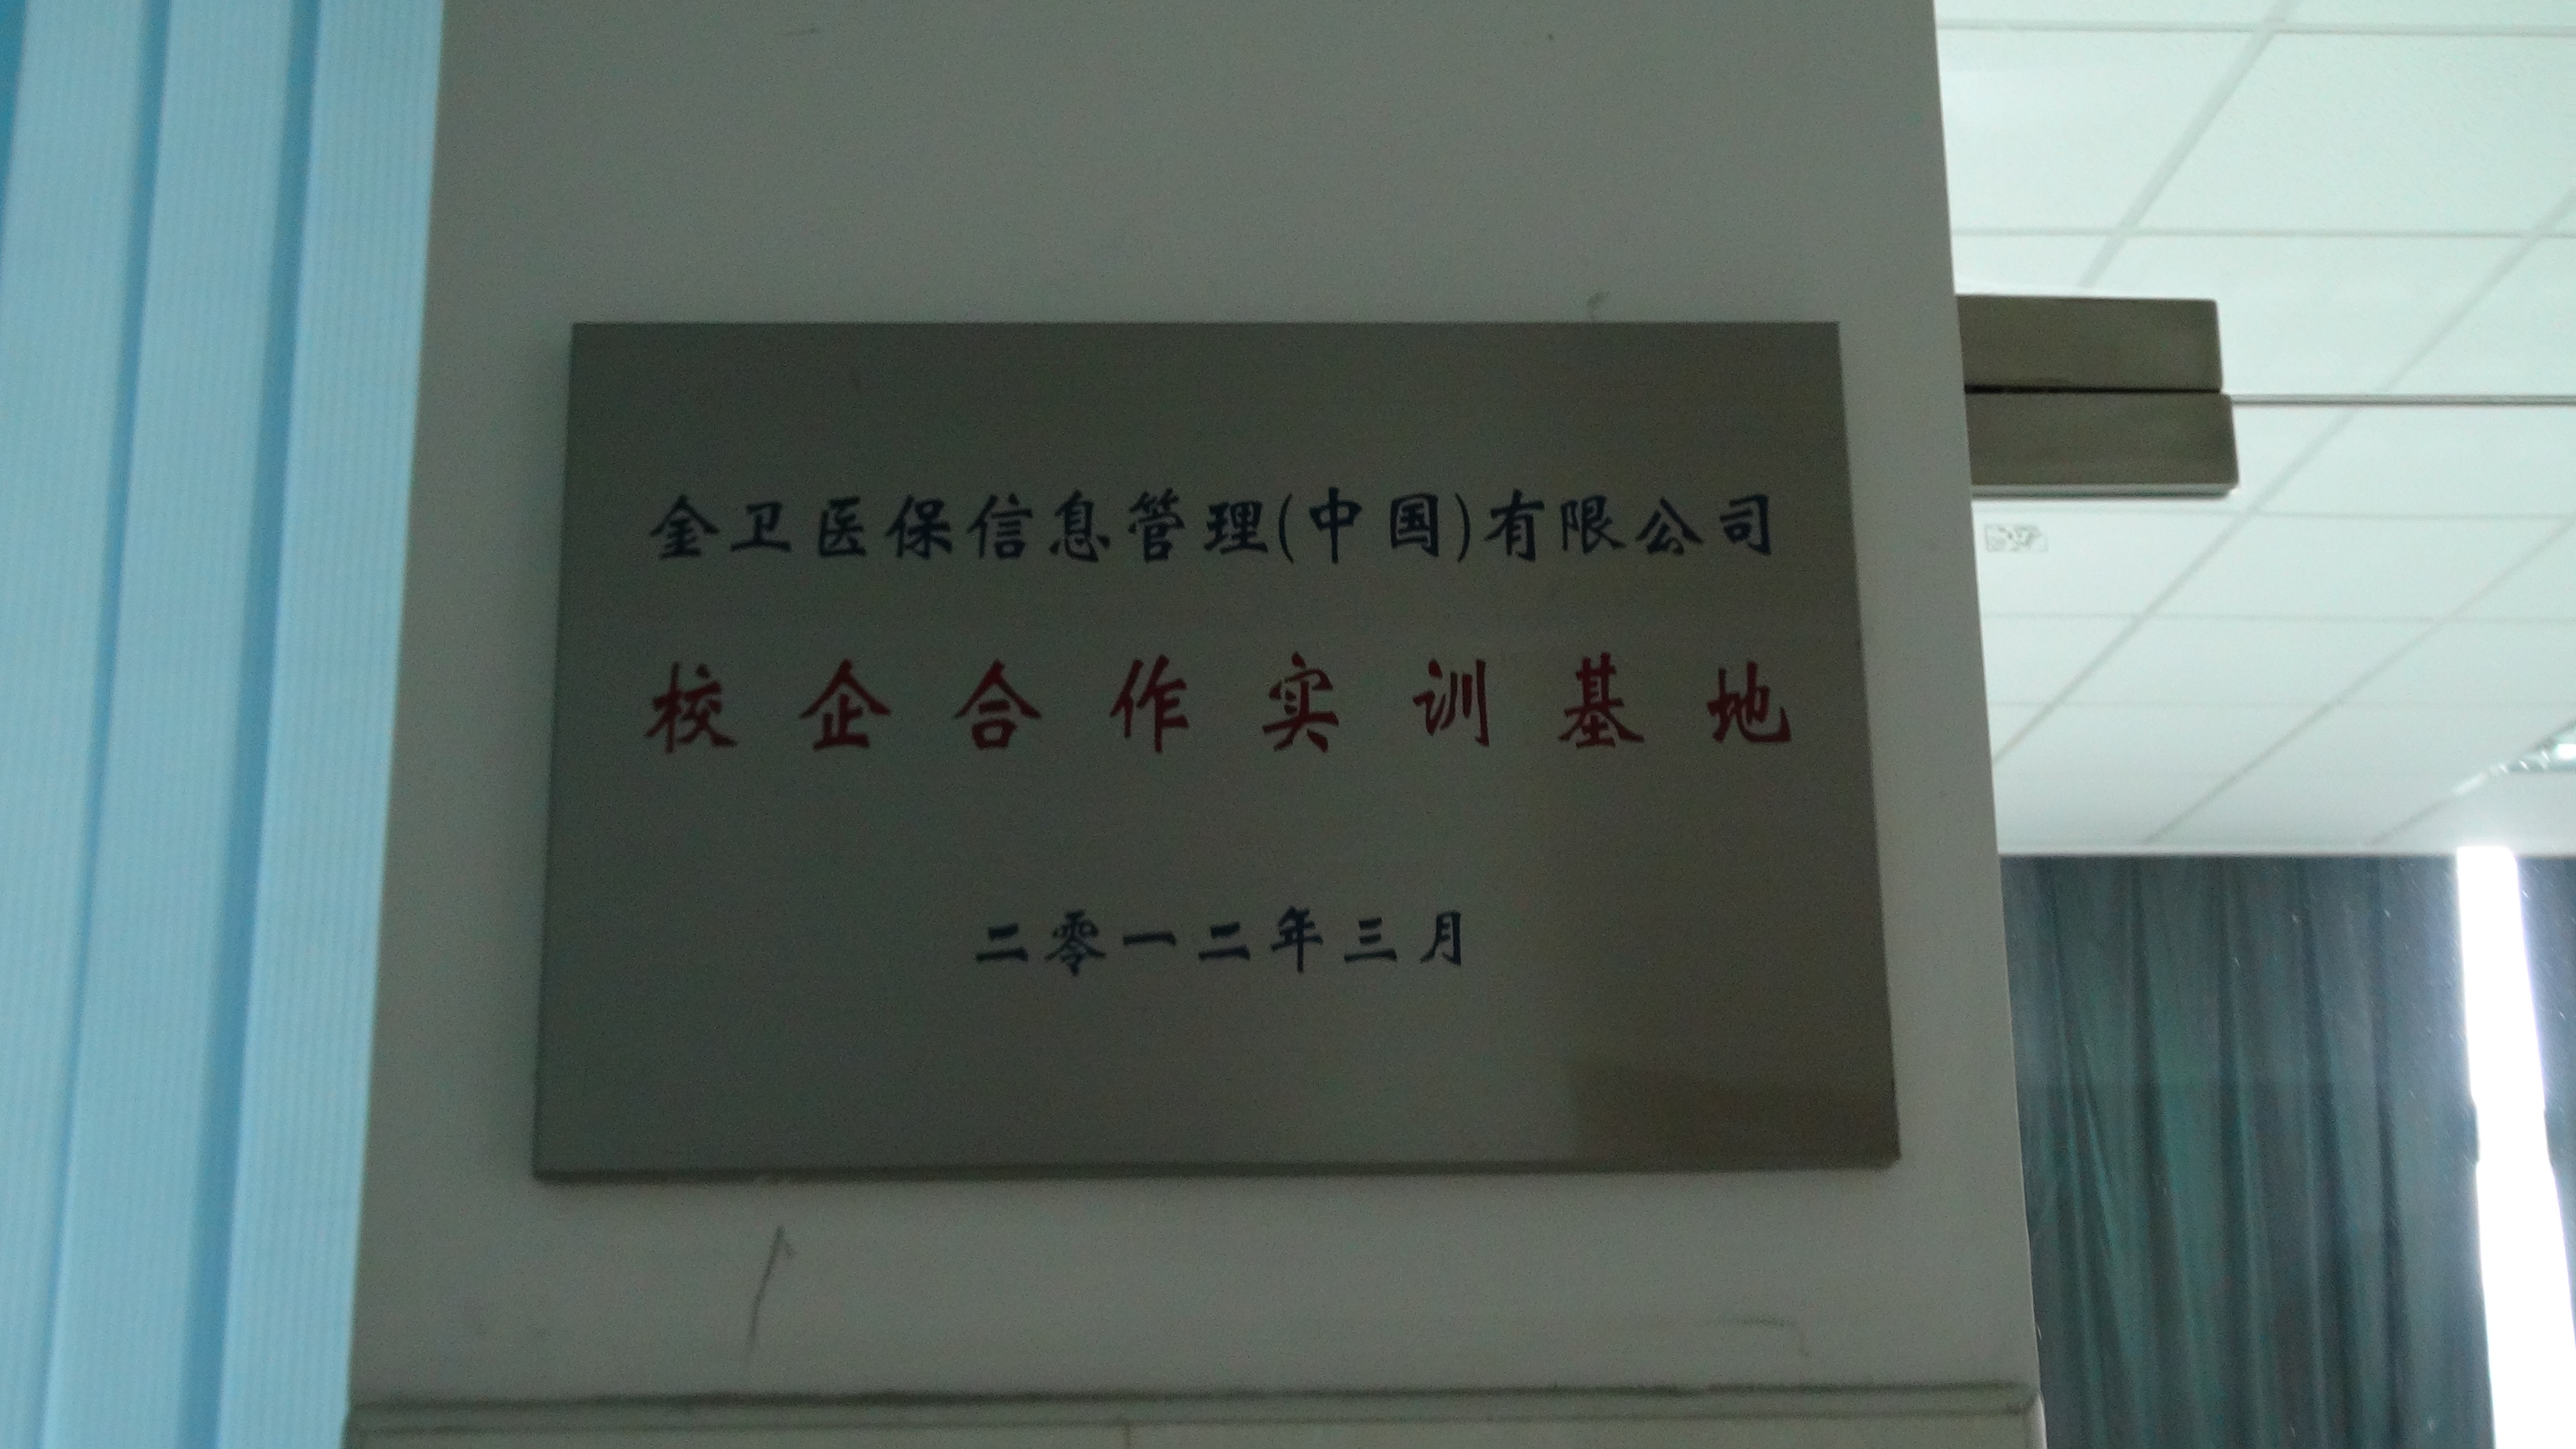 金卫医保信息管理(中国)有限公司
校企合作实训基地
二零一二年三月